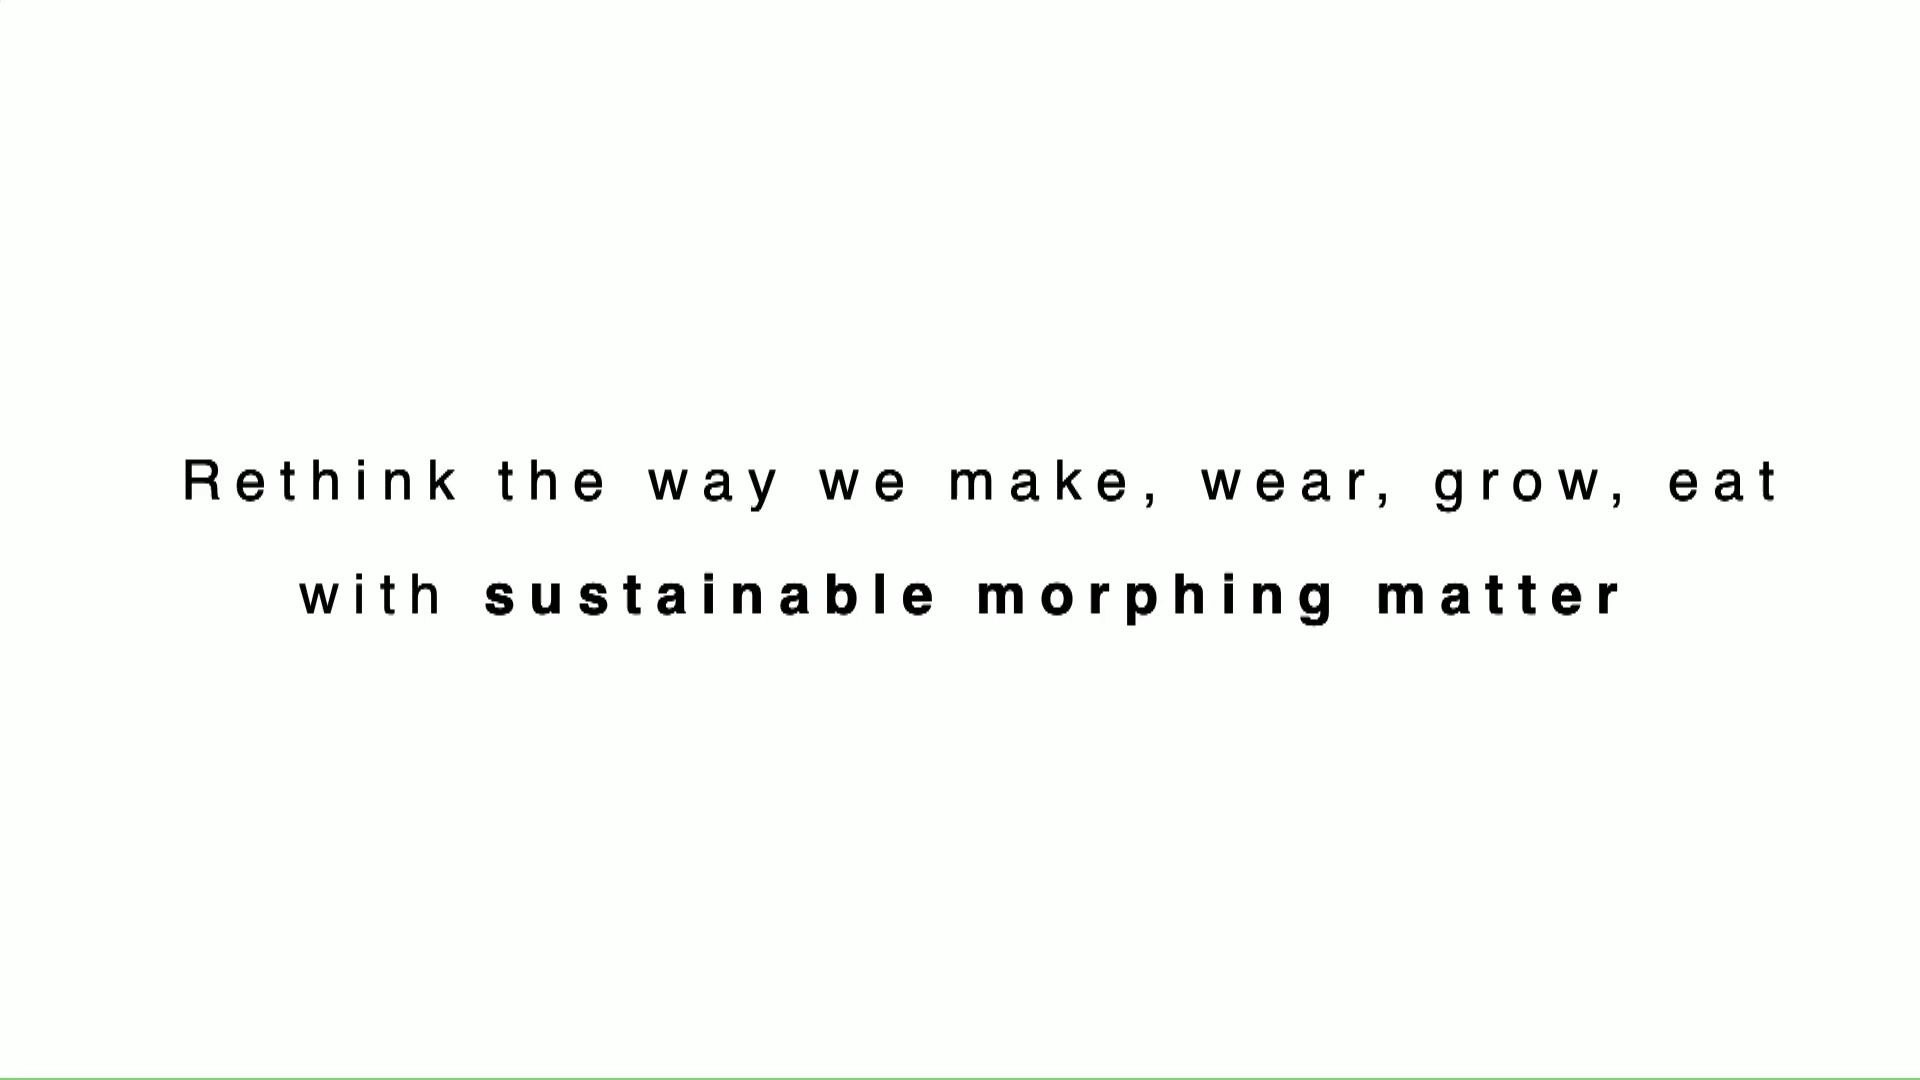 Rethink the way we make, wear, grow, eat
with sustainable morphing matter